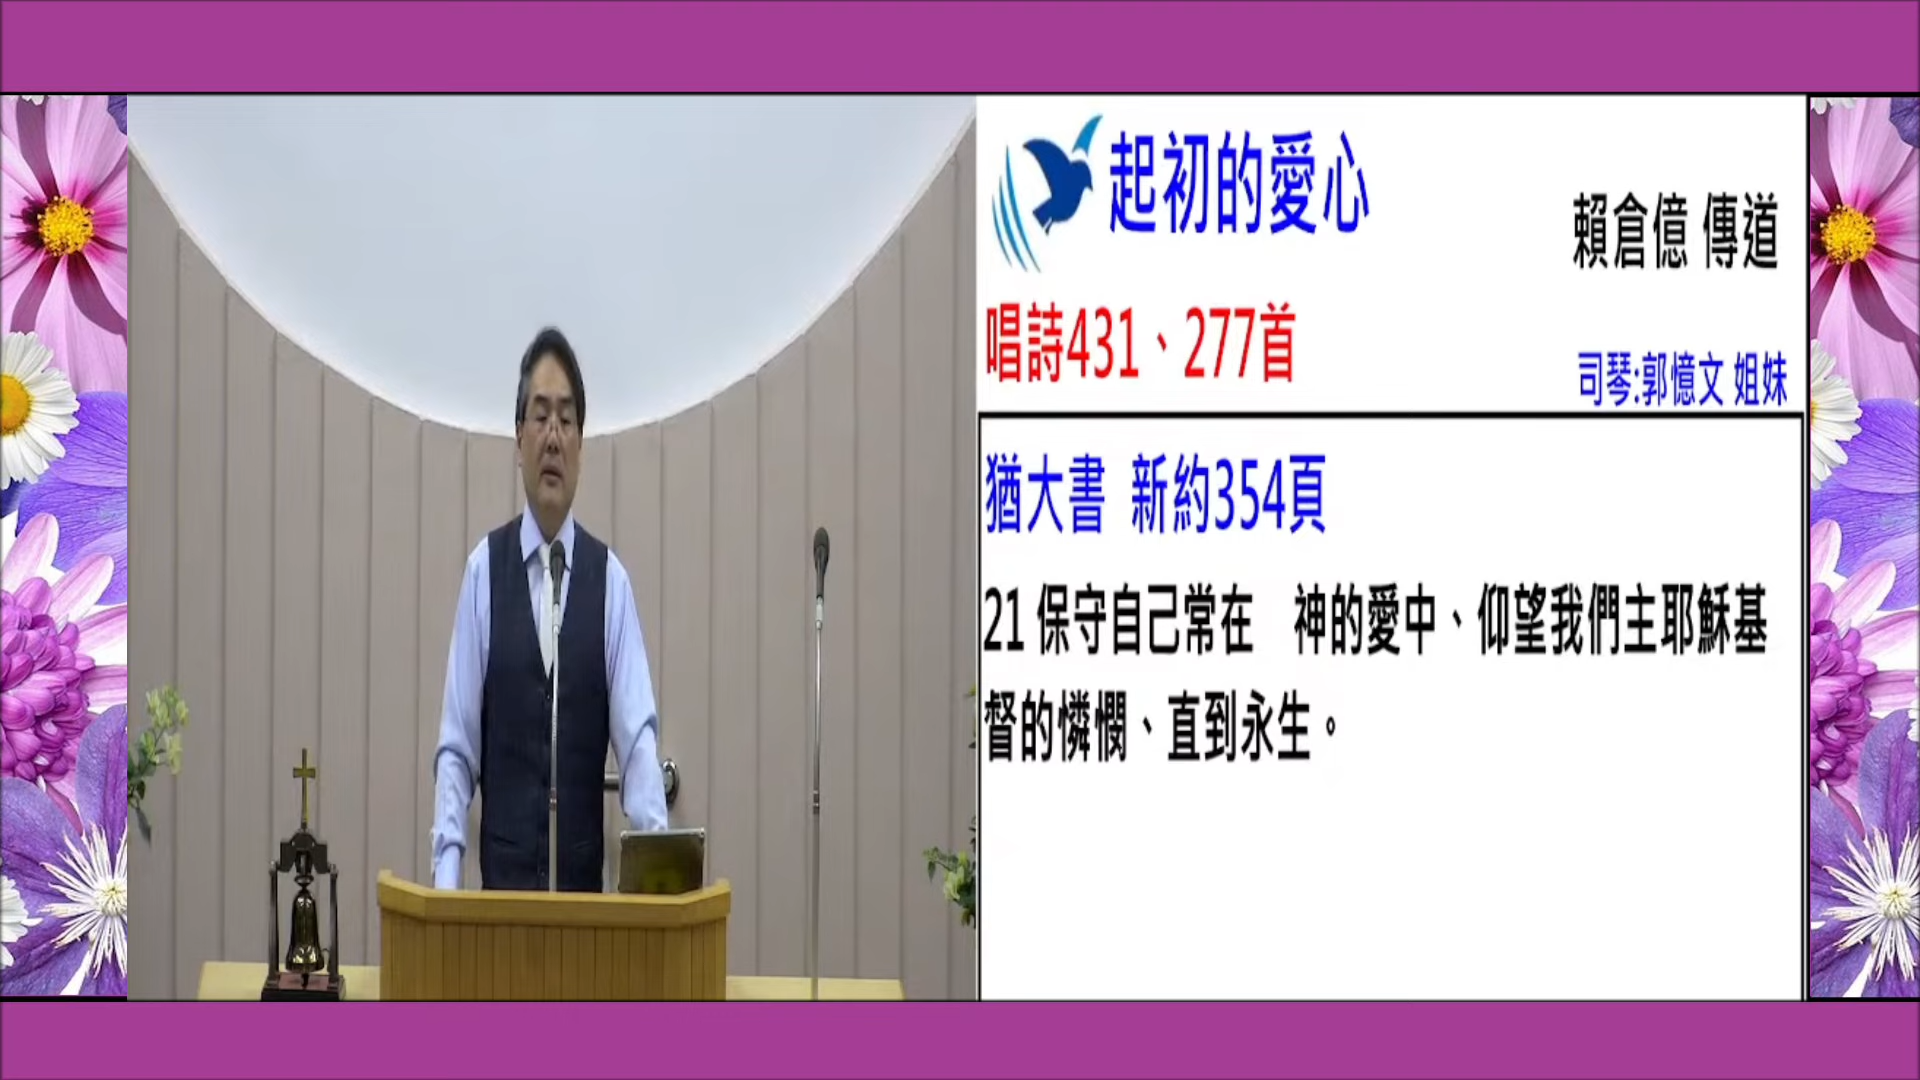 起初的愛心
賴倉億 傳道
唱詩431、277首
司琴:郭憶文 姐妹
猶大書 新約354頁
21 保守自己常在　神的愛中、仰望我們主耶穌基
督的憐憫、直到永生。